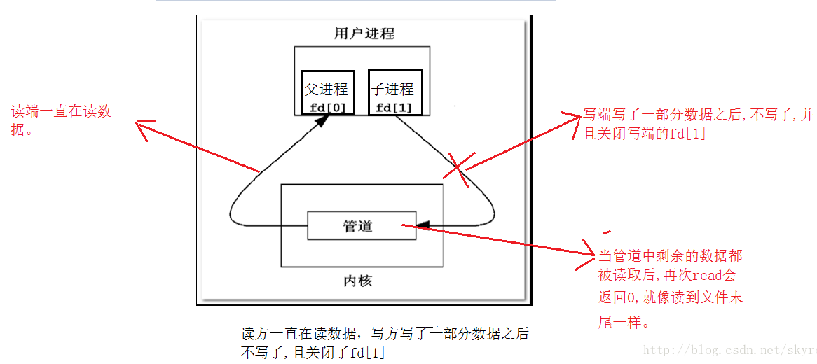 用户进程
父进程
fd[0]
子进程
fd[1]
读端一直在读数
据。
写端写了一部分数据之后,不写了,并
且关闭写端的fd[1]
管道
内核
当管道中剩余的数据都
被读取后,再次read会
返回0,就像读到文件末
尾一样。
读方一直在读数据，写方写了一部分数据之后
不写了,且关闭了fd[1]
http://blog.csdn.net/skyro